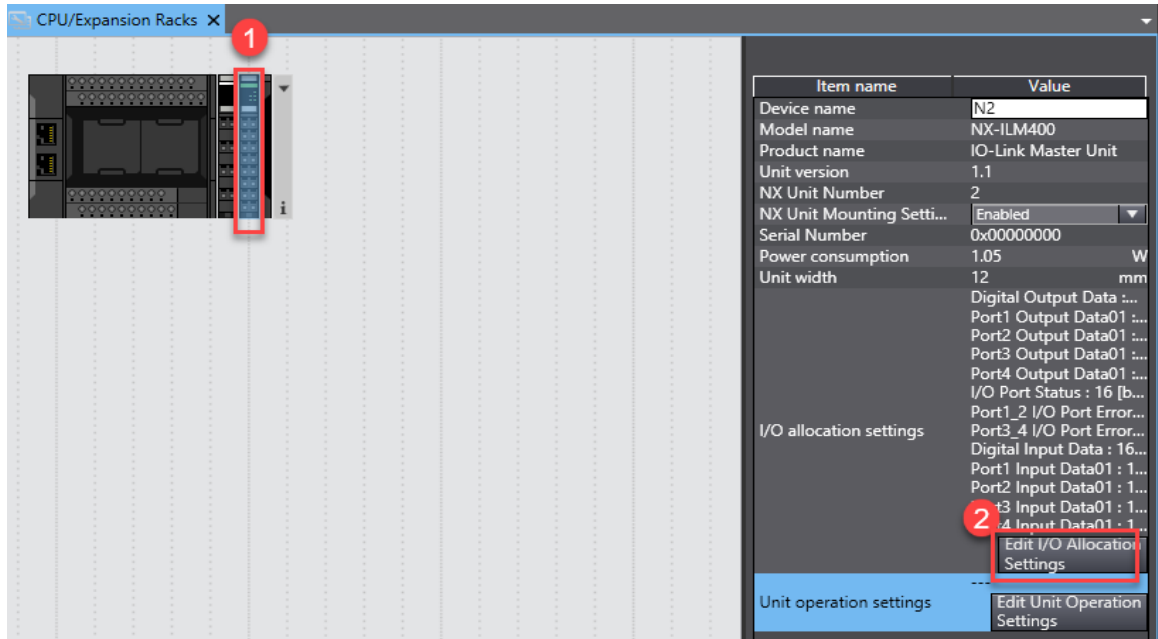 CPU/Expansion Racks
1
i
Item name Value
Device name N2
Model name NX-ILM400
Product name IO-Link Master Unit
Unit version 1.1
NX Unit Number 2
NX Unit Mounting Setti... Enabled
Serial Number 0x00000000
Power consumption 1.05 W
Unit width 12 mm
I/O allocation settings
Digital Output Data :...
Port1 Output Data01 :...
Port2 Output Data01 :...
Port3 Output Data01 :...
Port4 Output Data01 :...
I/O Port Status : 16 [b...
Port1_2 I/O Port Error...
Port3_4 I/O Port Error...
Digital Input Data : 16...
Port1 Input Data01 : 1...
Port2 Input Data01 : 1...
t3 Input Data01 : 1...
2
4 Input Data01 : 1...
Edit I/O Allocation
Settings
---
Unit operation settings
Edit Unit Operation
Settings